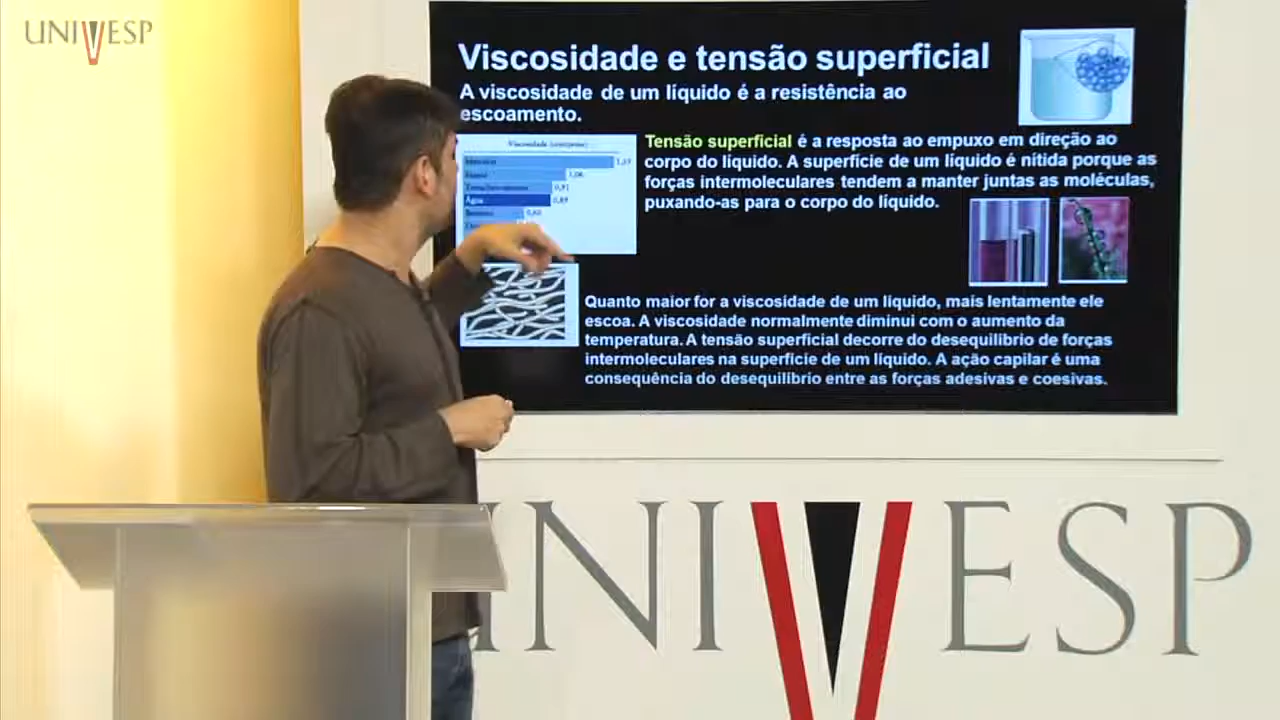 UNIVESP
Viscosidade e tensão superficial
A viscosidade de um líquido é a resistência ao
escoamento.
Tensão superficial é a resposta ao empuxo em direção ao
corpo do líquido. A superfície de um líquido é nítida porque as
forças intermoleculares tendem a manter juntas as moléculas,
puxando-as para o corpo do líquido.
Água 0,89
Quanto maior for a viscosidade de um líquido, mais lentamente ele
escoa. A viscosidade normalmente diminui com o aumento da
temperatura. A tensão superficial decorre do desequilíbrio de forças
intermoleculares na superfície de um líquido. A ação capilar é uma
consequência do desequilíbrio entre as forças adesivas e coesivas.
UNIVESP